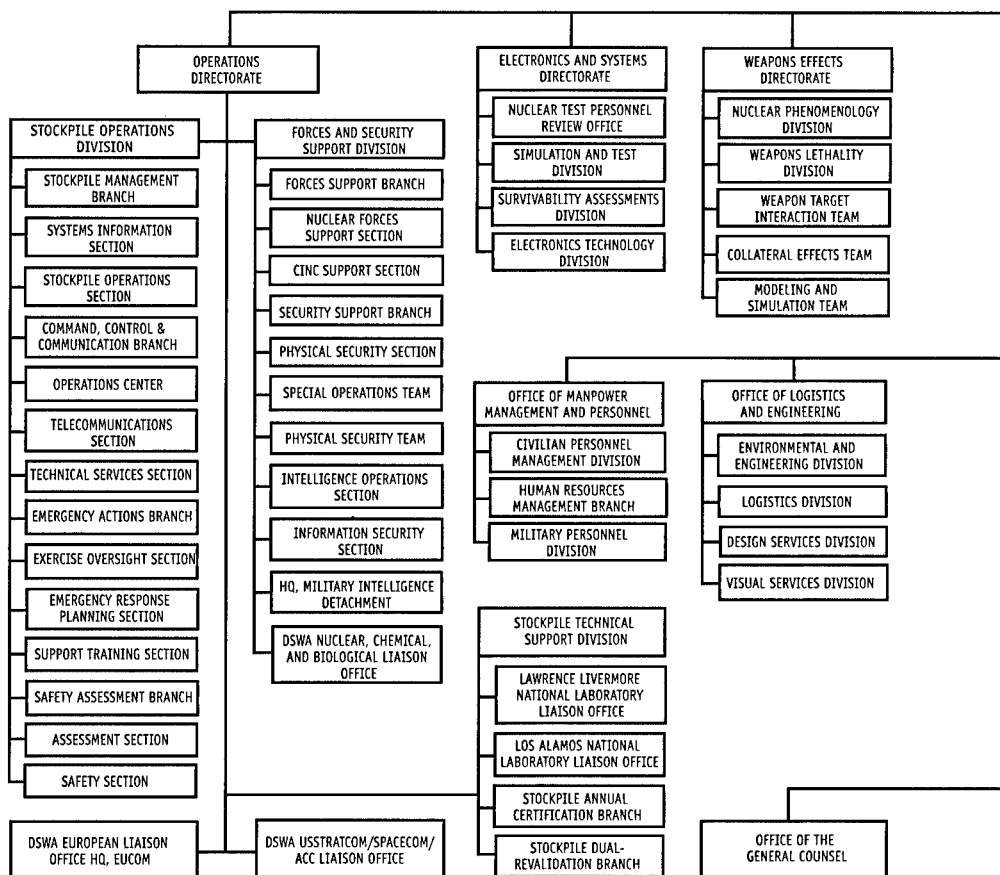 OPERATIONS
DIRECTORATE
STOCKPILE OPERATIONS
DIVISION
STOCKPILE MANAGEMENT
BRANCH
SYSTEMS INFORMATION
SECTION
STOCKPILE OPERATIONS
SECTION
COMMAND, CONTROL &
COMMUNICATION BRANCH
OPERATIONS CENTER
TELECOMMUNICATIONS
SECTION
TECHNICAL SERVICES SECTION
EMERGENCY ACTIONS BRANCH
EXERCISE OVERSIGHT SECTION
EMERGENCY RESPONSE
PLANNING SECTION
SUPPORT TRAINING SECTION
SAFETY ASSESSMENT BRANCH
ASSESSMENT SECTION
SAFETY SECTION
DSWA EUROPEAN LIAISON
OFFICE HQ, EUCOM
FORCES AND SECURITY
SUPPORT DIVISION
FORCES SUPPORT BRANCH
NUCLEAR FORCES
SUPPORT SECTION
CINC SUPPORT SECTION
SECURITY SUPPORT BRANCH
PHYSICAL SECURITY SECTION
SPECIAL OPERATIONS TEAM
PHYSICAL SECURITY TEAM
INTELLIGENCE OPERATIONS
SECTION
INFORMATION SECURITY
SECTION
HQ, MILITARY INTELLIGENCE
DETACHMENT
DSWA NUCLEAR, CHEMICAL,
AND BIOLOGICAL LIAISON
OFFICE
DSWA USSTRATCOM/SPACECOM/
ACC LIAISON OFFICE
ELECTRONICS AND SYSTEMS
DIRECTORATE
NUCLEAR TEST PERSONNEL
REVIEW OFFICE
SIMULATION AND TEST
DIVISION
SURVIVABILITY ASSESSMENTS
DIVISION
ELECTRONICS TECHNOLOGY
DIVISION
WEAPONS EFFECTS
DIRECTORATE
NUCLEAR PHENOMENOLOGY
DIVISION
WEAPONS LETHALITY
DIVISION
WEAPON TARGET
INTERACTION TEAM
COLLATERAL EFFECTS TEAM
MODELING AND
SIMULATION TEAM
OFFICE OF MANPOWER
MANAGEMENT AND PERSONNEL
CIVILIAN PERSONNEL
MANAGEMENT DIVISION
HUMAN RESOURCES
MANAGEMENT BRANCH
MILITARY PERSONNEL
DIVISION
OFFICE OF LOGISTICS
AND ENGINEERING
ENVIRONMENTAL AND
ENGINEERING DIVISION
LOGISTICS DIVISION
DESIGN SERVICES DIVISION
VISUAL SERVICES DIVISION
STOCKPILE TECHNICAL
SUPPORT DIVISION
LAWRENCE LIVERMORE
NATIONAL LABORATORY
LIAISON OFFICE
LOS ALAMOS NATIONAL
LABORATORY LIAISON OFFICE
STOCKPILE ANNUAL
CERTIFICATION BRANCH
STOCKPILE DUAL-
REVALIDATION BRANCH
OFFICE OF THE
GENERAL COUNSEL